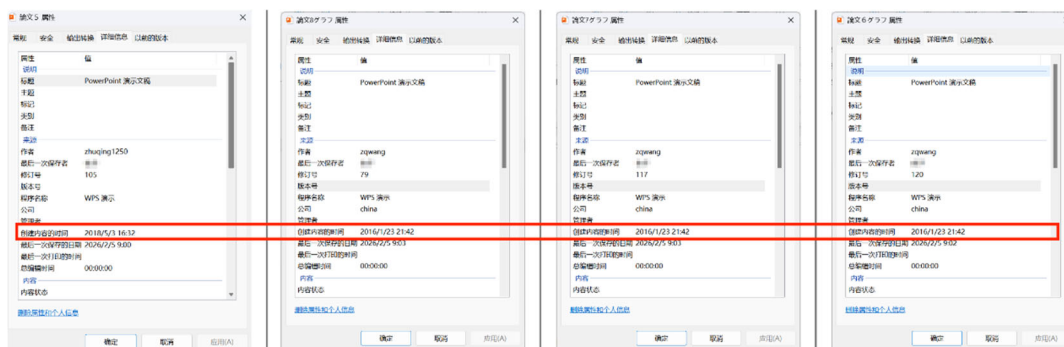 論文5 属性
常规 安全 输出转换 详细信息 以前的版本
属性 值
说明
标题 PowerPoint 演示文稿
主题
标记
类别
备注
来源
作者 zhuqing1250
最后一次保存者
修订号 105
版本号
程序名称 WPS 演示
公司
管理者
创建内容的时间 2018/5/3 16:32
最后一次保存的日期 2026/2/5 9:00
最后一次打印的时间
总编辑时间 00:00:00
内容
内容状态
删除属性和个人信息
确定 取消 应用(A)
論文8グラフ 属性
常规 安全 输出转换 详细信息 以前的版本
属性 值
说明
标题 PowerPoint 演示文稿
主题
标记
类别
备注
来源
作者 zqwang
最后一次保存者
修订号 79
版本号
程序名称 WPS 演示
公司 china
管理者
创建内容的时间 2016/1/23 21:42
最后一次保存的日期 2026/2/5 9:03
最后一次打印的时间
总编辑时间 00:00:00
内容
内容状态
删除属性和个人信息
确定 取消 应用(A)
論文7グラフ 属性
常规 安全 输出转换 详细信息 以前的版本
属性 值
说明
标题 PowerPoint 演示文稿
主题
标记
类别
备注
来源
作者 zqwang
最后一次保存者
修订号 117
版本号
程序名称 WPS 演示
公司 china
管理者
创建内容的时间 2016/1/23 21:42
最后一次保存的日期 2026/2/5 9:03
最后一次打印的时间
总编辑时间 00:00:00
内容
内容状态
删除属性和个人信息
确定 取消 应用(A)
論文6グラフ 属性
常规 安全 输出转换 详细信息 以前的版本
属性 值
说明
标题 PowerPoint 演示文稿
主题
标记
类别
备注
来源
作者 zqwang
最后一次保存者
修订号 120
版本号
程序名称 WPS 演示
公司 china
管理者
创建内容的时间 2016/1/23 21:42
最后一次保存的日期 2026/2/5 9:02
最后一次打印的时间
总编辑时间 00:00:00
内容
内容状态
删除属性和个人信息
确定 取消 应用(A)